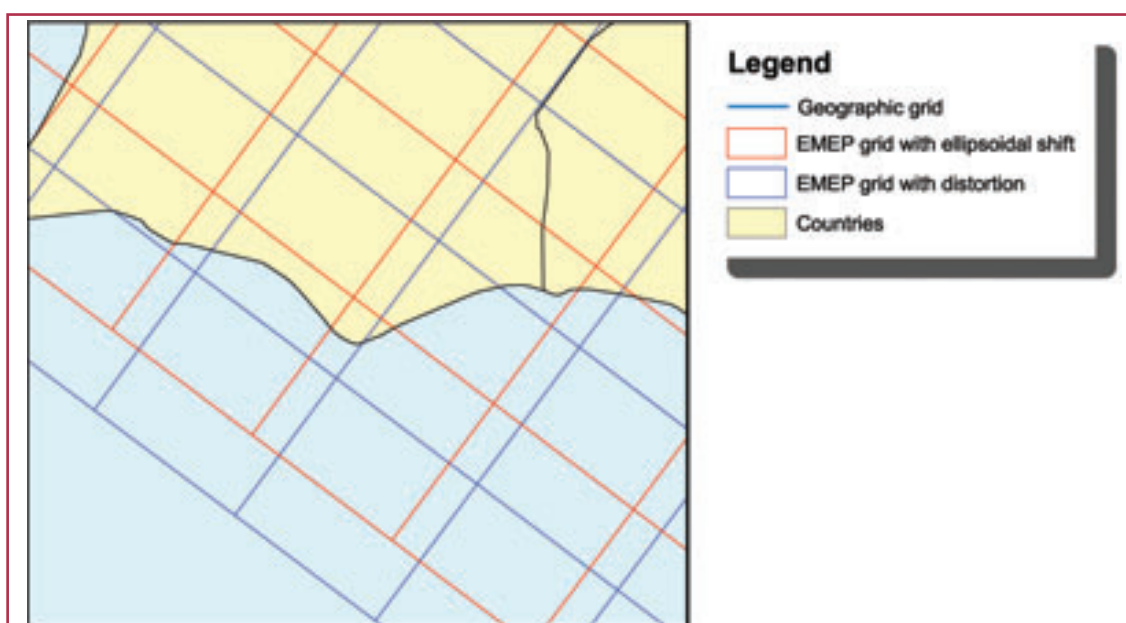 Legend
Geographic grid
EMEP grid with ellipsoidal shift
EMEP grid with distortion
Countries